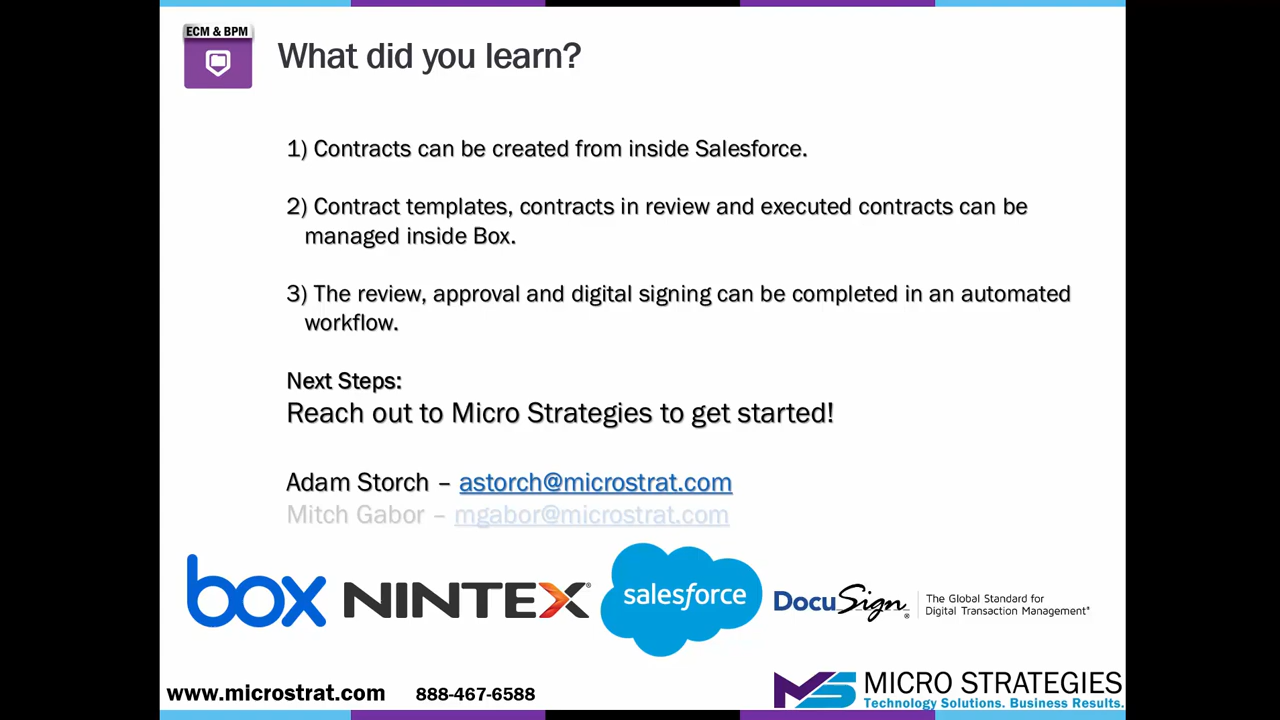 ECM & BPM
What did you learn?
1) Contracts can be created from inside Salesforce.
2) Contract templates, contracts in review and executed contracts can be
managed inside Box.
3) The review, approval and digital signing can be completed in an automated
workflow.
Next Steps:
Reach out to Micro Strategies to get started!
Adam Storch – astorch@microstrat.com
Mitch Gabor – mgabor@microstrat.com
box NINTEX® salesforce DocuSign® The Global Standard for
Digital Transaction Management®
www.microstrat.com 888-467-6588
MS MICRO STRATEGIES
Technology Solutions. Business Results.